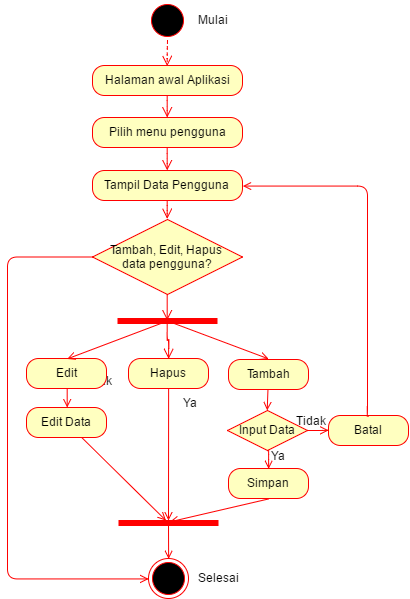 Mulai
Halaman awal Aplikasi
Pilih menu pengguna
Tampil Data Pengguna
Tambah, Edit, Hapus
data pengguna?
Edit
Hapus
Tambah
Ya
Edit Data
Input Data
Tidak
Batal
Ya
Simpan
Selesai